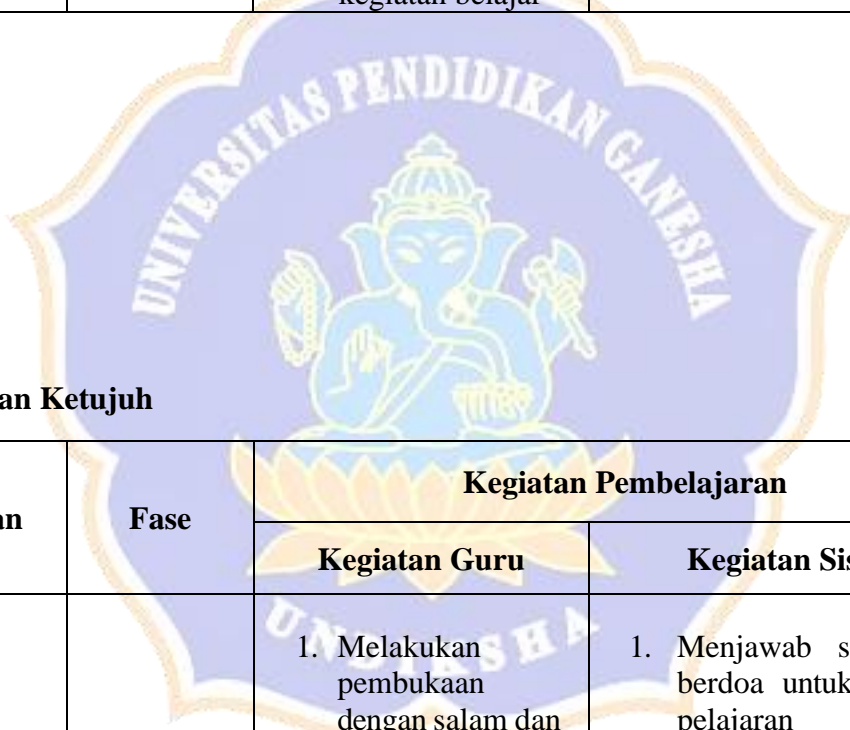 kegiatan belajar
UNIVERSITAS PENDIDIKAN GANESHA
an Ketujuh
Kegiatan Pembelajaran
an Fase
Kegiatan Guru Kegiatan Sis
UNDIKSHA
1. Melakukan 1. Menjawab s
pembukaan berdoa untuk
dengan salam dan pelajaran